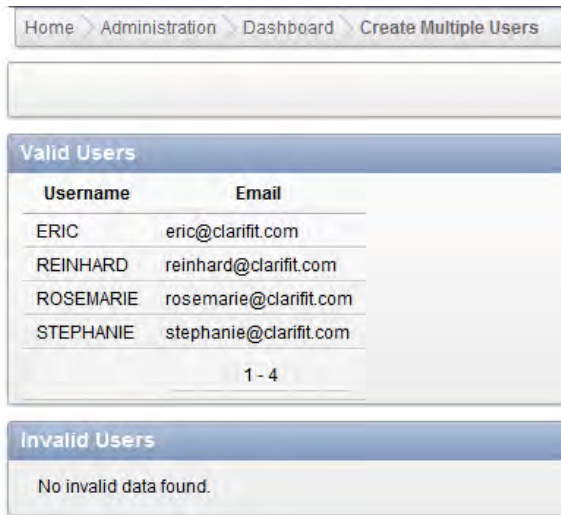 Home Administration Dashboard Create Multiple Users
Valid Users
Username Email
ERIC eric@clarifit.com
REINHARD reinhard@clarifit.com
ROSEMARIE rosemarie@clarifit.com
STEPHANIE stephanie@clarifit.com
1 - 4
Invalid Users
No invalid data found.